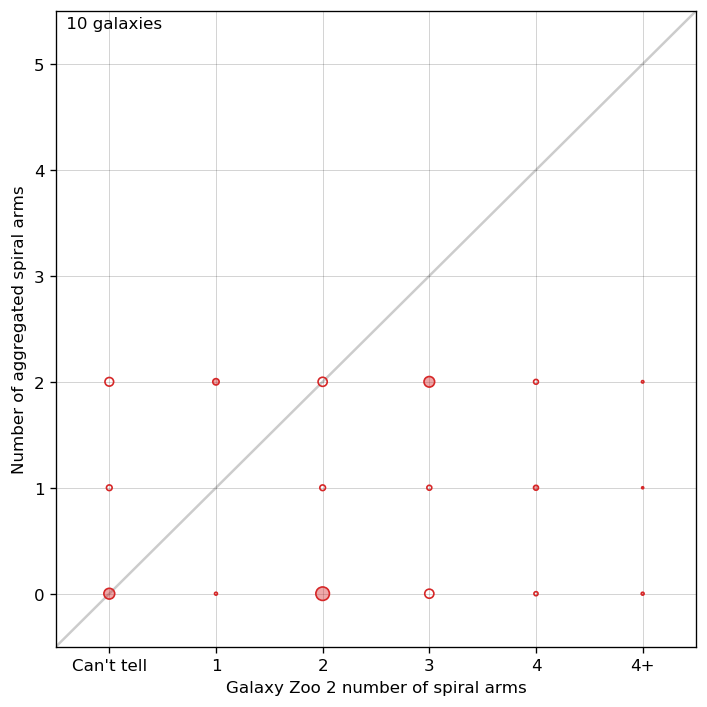 10 galaxies
5
4
3
2
1
0
Number of aggregated spiral arms
Can't tell 1 2 3 4 4+
Galaxy Zoo 2 number of spiral arms